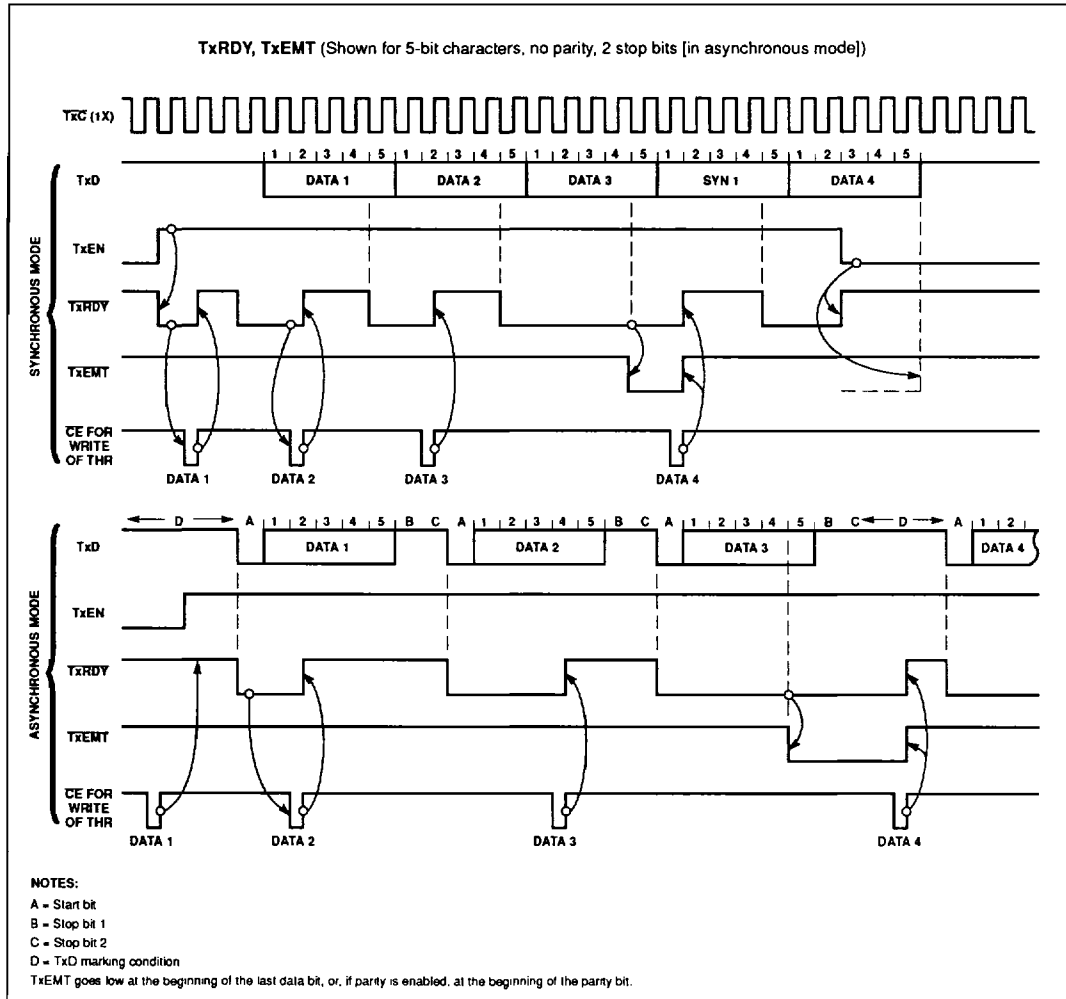 TxRDY, TxEMT (Shown for 5-bit characters, no parity, 2 stop bits [in asynchronous mode])
TxC (1X)
1 2 3 4 5 1 2 3 4 5 1 2 3 4 5 1 2 3 4 5 1 2 3 4 5
TxD DATA 1 DATA 2 DATA 3 SYN 1 DATA 4
SYNCHRONOUS MODE
TxEN
TxRDY
TxEMT
CE FOR
WRITE
OF THR
DATA 1 DATA 2 DATA 3 DATA 4
D A 1 2 3 4 5 B C A 1 2 3 4 5 B C A 1 2 3 4 5 B C D A 1 2
TxD DATA 1 DATA 2 DATA 3 DATA 4
ASYNCHRONOUS MODE
TxEN
TxRDY
TxEMT
CE FOR
WRITE
OF THR
DATA 1 DATA 2 DATA 3 DATA 4
NOTES:
A = Start bit
B = Stop bit 1
C = Stop bit 2
D = TxD marking condition
TxEMT goes low at the beginning of the last data bit, or, if parity is enabled, at the beginning of the parity bit.